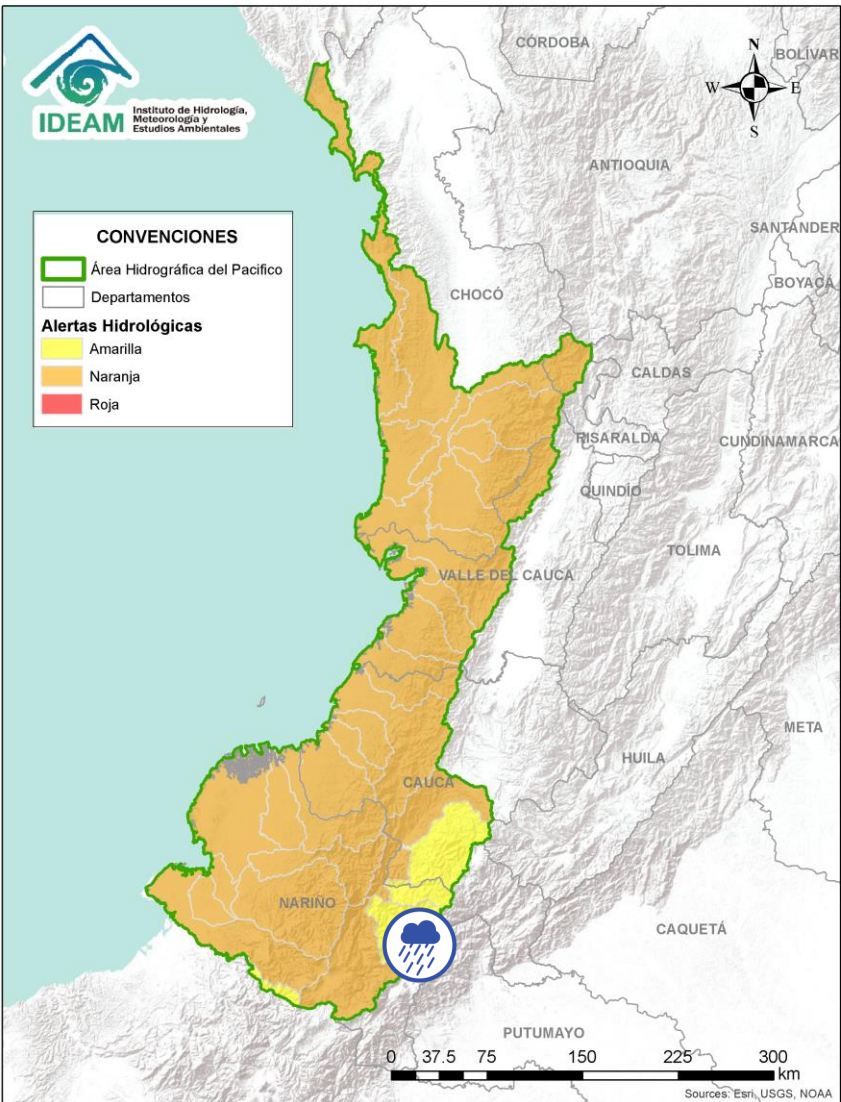 IDEAM
Instituto de Hidrología,
Meteorología y
Estudios Ambientales
N
W
E
S
CÓRDOBA
BOLIVAR
ANTIOQUIA
SANTANDER
BOYACÁ
CHOCÓ
CONVENCIONES
Área Hidrográfica del Pacifico
Departamentos
Alertas Hidrológicas
Amarilla
Naranja
Roja
CALDAS
RISARALDA
CUNDINAMARCA
QUINDÍO
TOLIMA
VALLE DEL CAUCA
META
HUILA
CAUCA
NARIÑO
CAQUETÁ
PUTUMAYO
0 37.5 75 150 225 300
km
Sources: Esri, USGS, NOAA